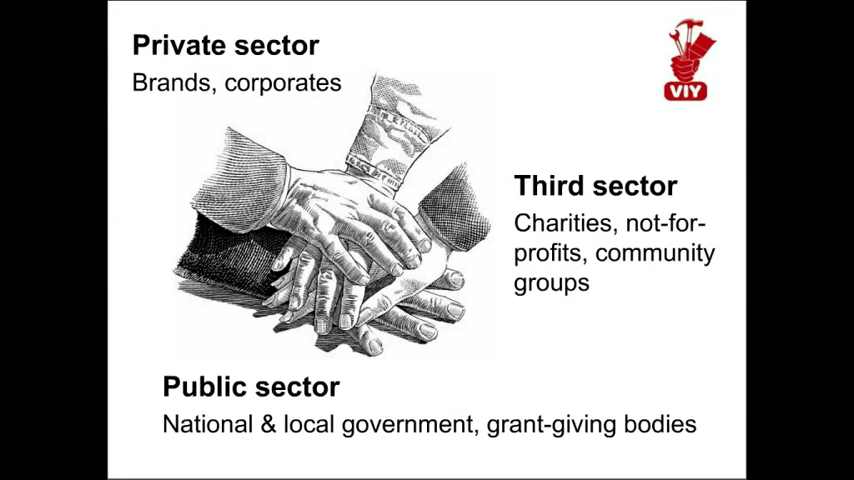 Private sector
Brands, corporates
VIY
Third sector
Charities, not-for-
profits, community
groups
Public sector
National & local government, grant-giving bodies